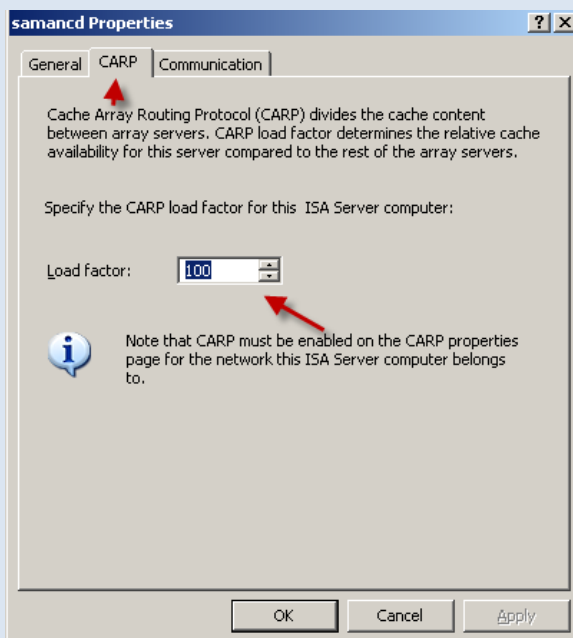 samancd Properties
General CARP Communication
Cache Array Routing Protocol (CARP) divides the cache content
between array servers. CARP load factor determines the relative cache
availability for this server compared to the rest of the array servers.
Specify the CARP load factor for this  ISA Server computer:
Load factor: 100
Note that CARP must be enabled on the CARP properties
page for the network this ISA Server computer belongs
to.
OK Cancel Apply